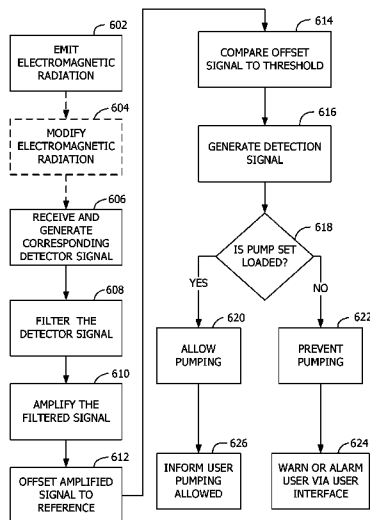 602
EMIT
ELECTROMAGNETIC
RADIATION
604
MODIFY
ELECTROMAGNETIC
RADIATION
606
RECEIVE AND
GENERATE
CORRESPONDING
DETECTOR SIGNAL
608
FILTER THE
DETECTOR SIGNAL
610
AMPLIFY THE
FILTERED SIGNAL
612
OFFSET AMPLIFIED
SIGNAL TO
REFERENCE
614
COMPARE OFFSET
SIGNAL TO THRESHOLD
616
GENERATE DETECTION
SIGNAL
618
IS PUMP SET
LOADED?
YES
NO
620
ALLOW
PUMPING
622
PREVENT
PUMPING
626
INFORM USER
PUMPING
ALLOWED
624
WARN OR ALARM
USER VIA USER
INTERFACE